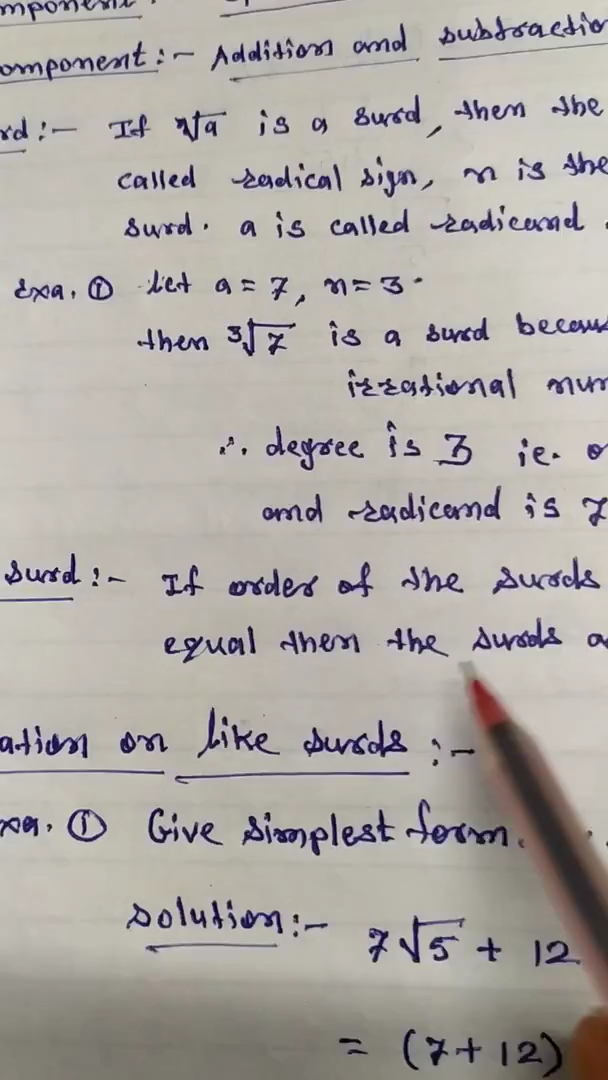 omponent:- Addition and subtractio
rd:- If ⁿ√a is a surd, then the
called radical sign, n is the
surd. a is called radicand.
Exa. ① Let a = 7, n = 3.
then ³√7 is a surd becaus
irrational num
∴ degree is 3 ie. o
and radicand is 7
surd:- If order of the surds
equal then the surds a
ation on like surds:-
xa. ① Give simplest form.
Solution:- 7√5 + 12
= (7+12)